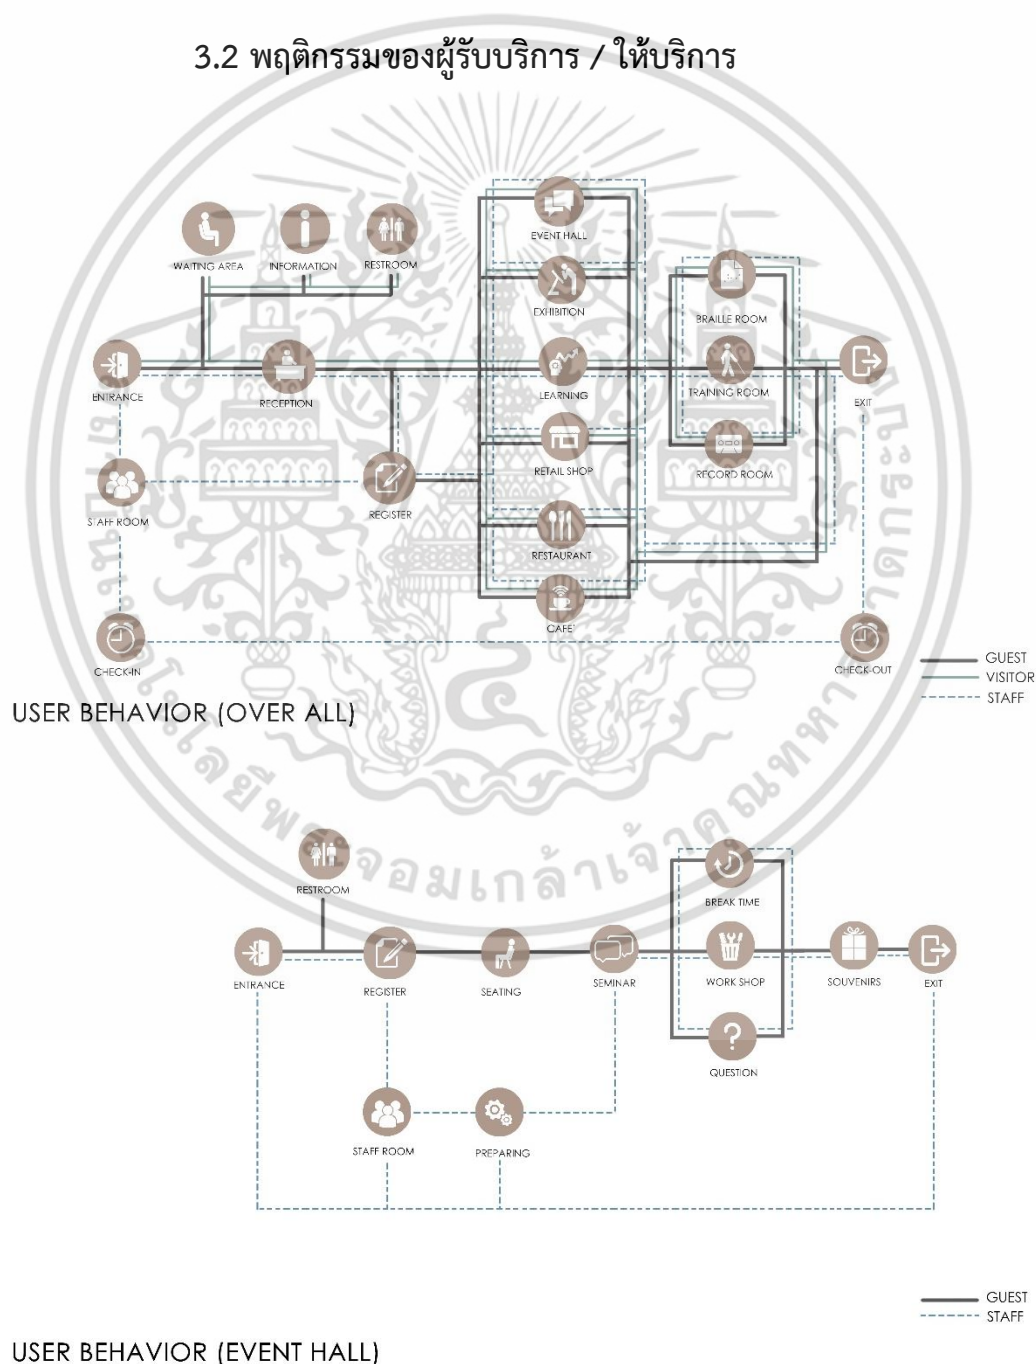 3.2 พฤติกรรมของผู้รับบริการ / ให้บริการ
EVENT HALL
WAITING AREA INFORMATION RESTROOM
EXHIBITION
BRAILLE ROOM
ENTRANCE
RECEPTION
LEARNING
TRAINING ROOM
EXIT
RETAIL SHOP
RECORD ROOM
STAFF ROOM
REGISTER
RESTAURANT
CAFE'
CHECK-IN
CHECK-OUT
GUEST
VISITOR
STAFF
USER BEHAVIOR (OVER ALL)
RESTROOM
BREAK TIME
ENTRANCE
REGISTER
SEATING
SEMINAR
WORK SHOP
SOUVENIRS
EXIT
QUESTION
STAFF ROOM
PREPARING
GUEST
STAFF
USER BEHAVIOR (EVENT HALL)